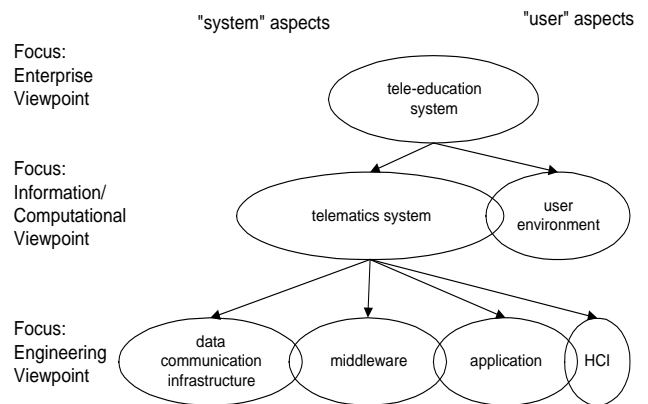 "system" aspects
"user" aspects
Focus:
Enterprise
Viewpoint
tele-education
system
Focus:
Information/
Computational
Viewpoint
telematics system
user
environment
Focus:
Engineering
Viewpoint
data
communication
infrastructure
middleware
application
HCI